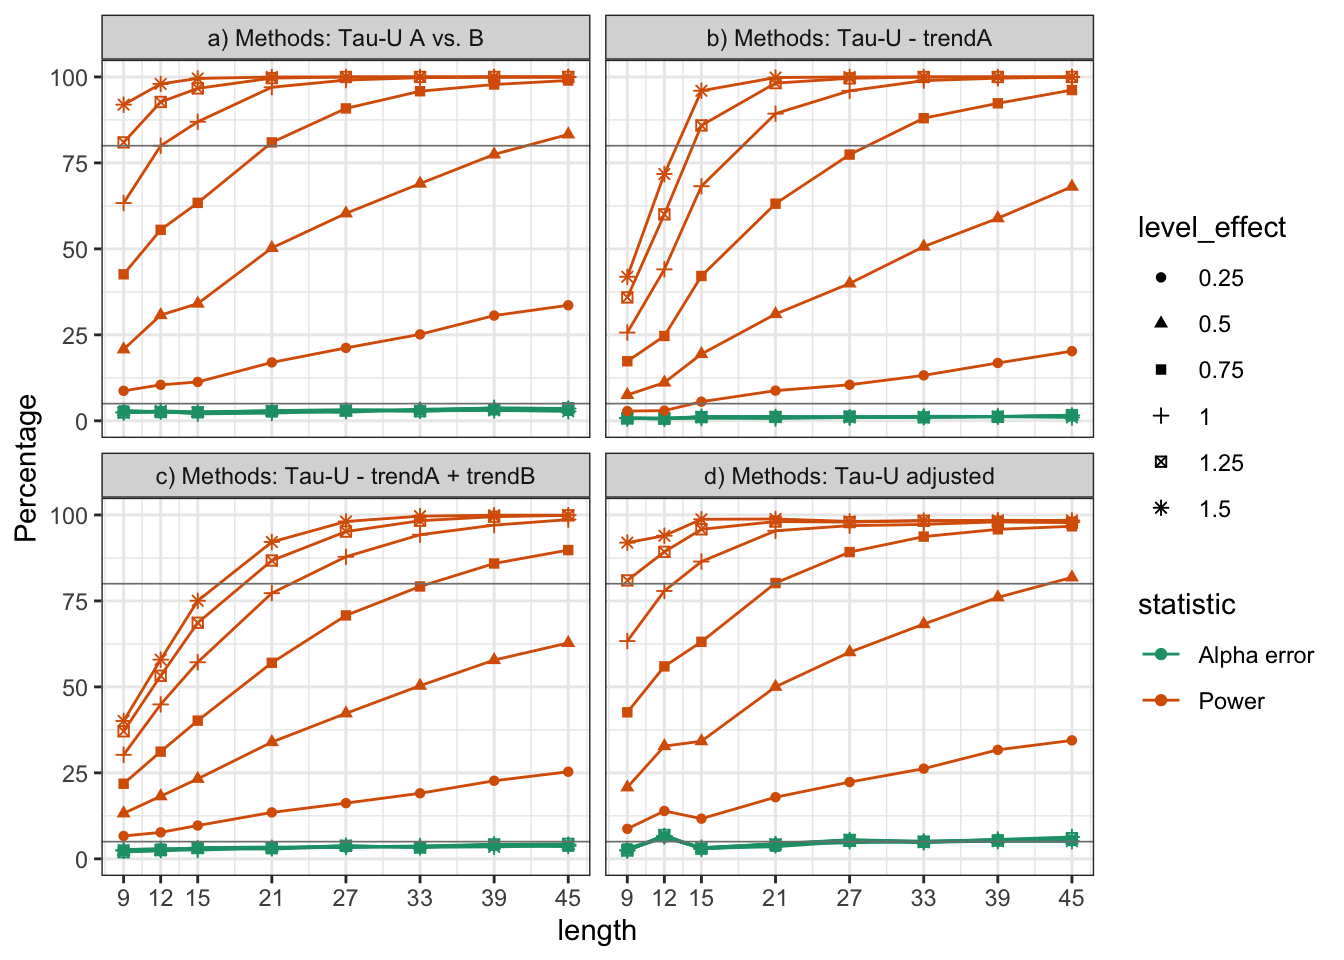 a) Methods: Tau-U A vs. B
b) Methods: Tau-U - trendA
100
75
50
25
0
c) Methods: Tau-U - trendA + trendB
d) Methods: Tau-U adjusted
100
75
50
25
0
9 12 15 21 27 33 39 45
9 12 15 21 27 33 39 45
length
Percentage
level_effect
0.25
0.5
0.75
1
1.25
1.5
statistic
Alpha error
Power